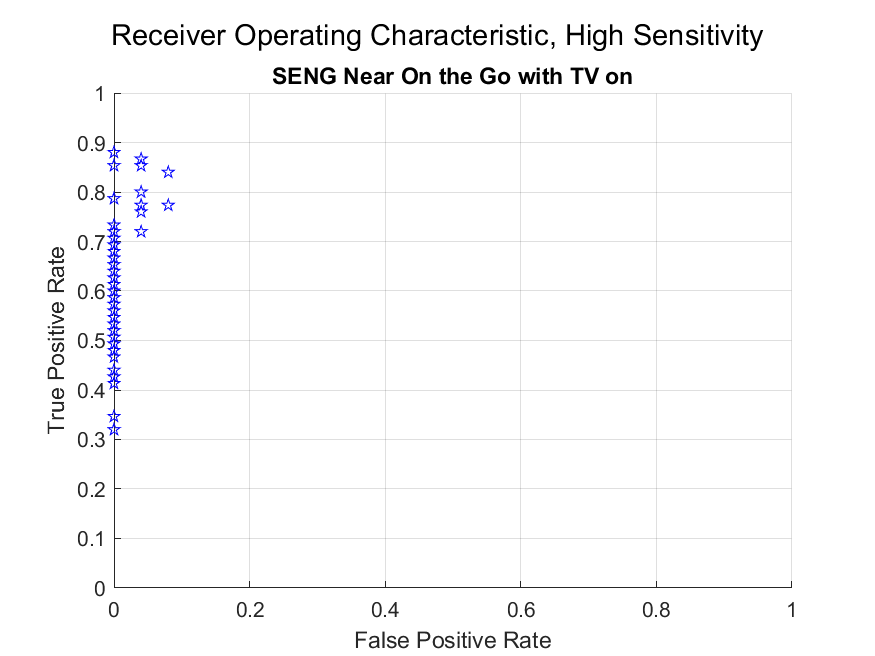 Receiver Operating Characteristic, High Sensitivity
SENG Near On the Go with TV on
1
0.9
0.8
0.7
0.6
0.5
0.4
0.3
0.2
0.1
0
True Positive Rate
0 0.2 0.4 0.6 0.8 1
False Positive Rate